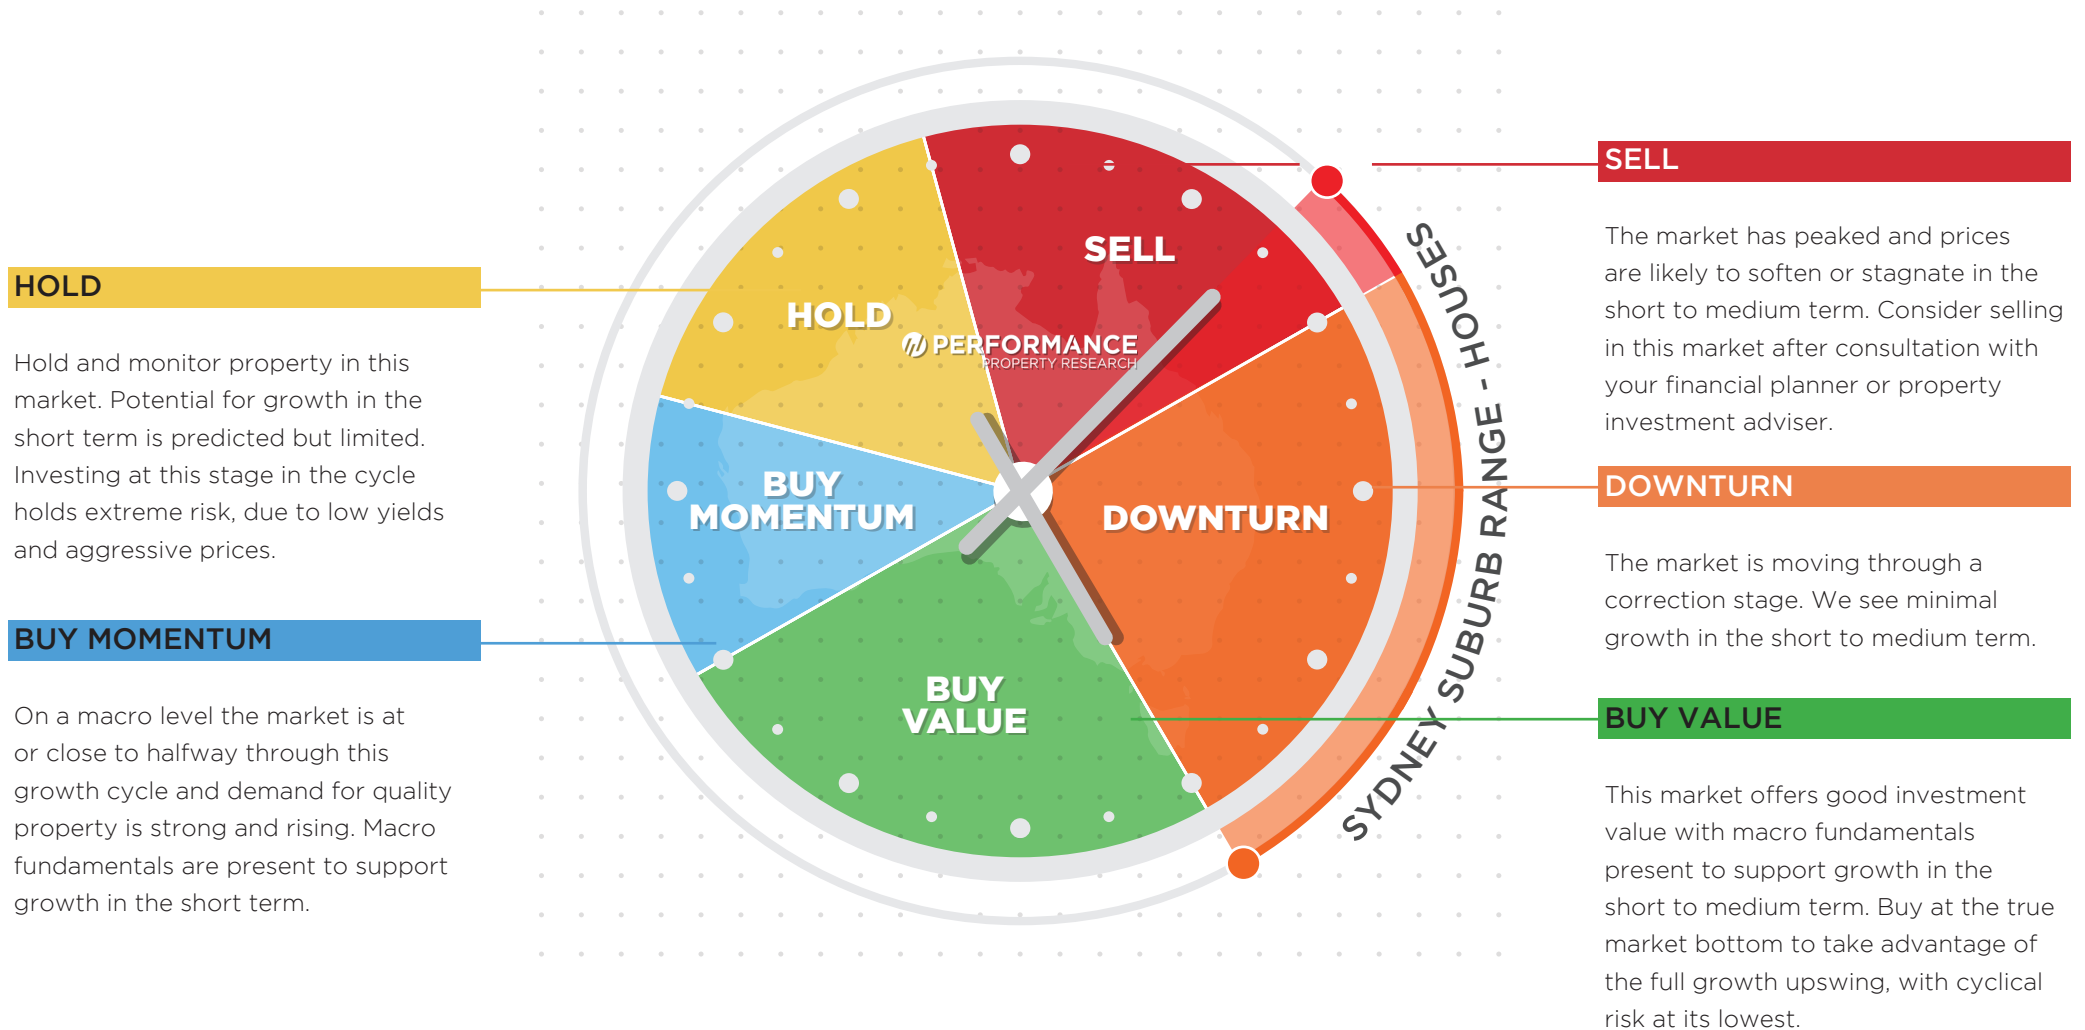 HOLD
Hold and monitor property in this
market. Potential for growth in the
short term is predicted but limited.
Investing at this stage in the cycle
holds extreme risk, due to low yields
and aggressive prices.
BUY MOMENTUM
On a macro level the market is at
or close to halfway through this
growth cycle and demand for quality
property is strong and rising. Macro
fundamentals are present to support
growth in the short term.
SELL
HOLD
PERFORMANCE
PROPERTY RESEARCH
BUY
MOMENTUM
DOWNTURN
BUY
VALUE
SYDNEY SUBURB RANGE - HOUSES
SELL
The market has peaked and prices
are likely to soften or stagnate in the
short to medium term. Consider selling
in this market after consultation with
your financial planner or property
investment adviser.
DOWNTURN
The market is moving through a
correction stage. We see minimal
growth in the short to medium term.
BUY VALUE
This market offers good investment
value with macro fundamentals
present to support growth in the
short to medium term. Buy at the true
market bottom to take advantage of
the full growth upswing, with cyclical
risk at its lowest.